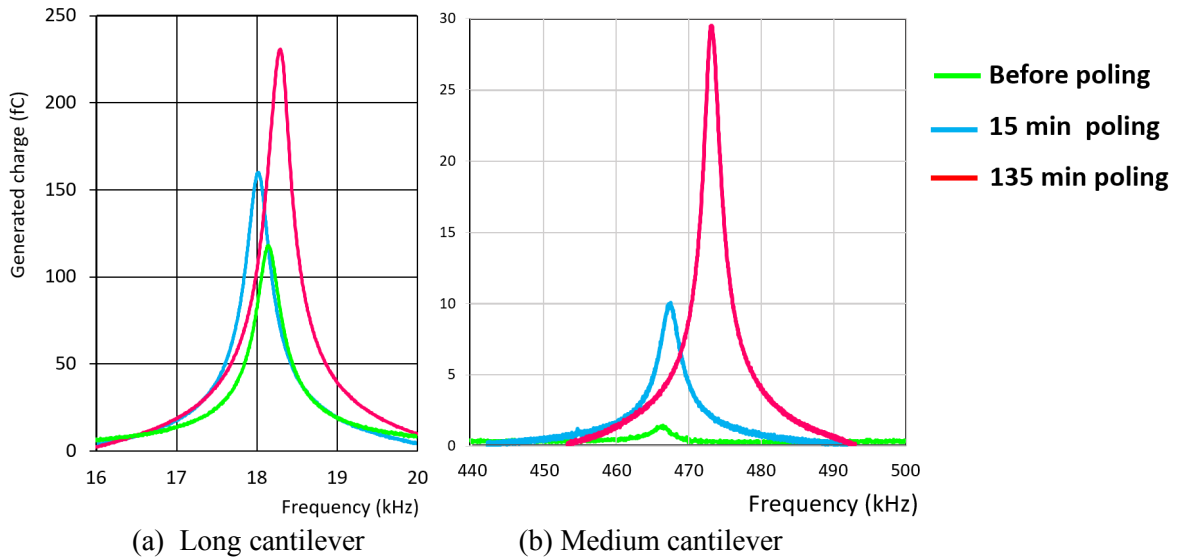 250
200
150
100
50
0
Generated charge (fC)
16 17 18 19 20
Frequency (kHz)
(a) Long cantilever
30
25
20
15
10
5
0
440 450 460 470 480 490 500
Frequency (kHz)
(b) Medium cantilever
Before poling
15 min poling
135 min poling